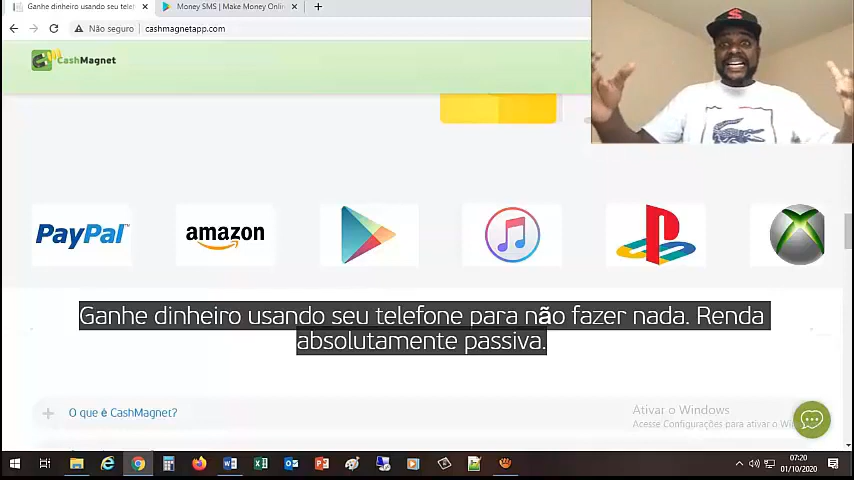 Ganhe dinheiro usando seu telef
Money SMS | Make Money Onlin
Não seguro
cashmagnetapp.com
CashMagnet
PayPal
amazon
Ganhe dinheiro usando seu telefone para não fazer nada. Renda
absolutamente passiva.
O que é CashMagnet?
Ativar o Windows
Acesse Configurações para ativar o Wi
07:20
01/10/2020